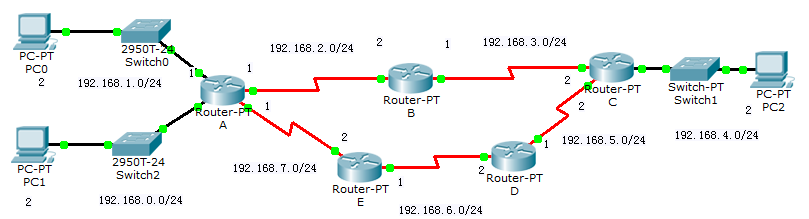 PC-PT
PC0
2
2950T-24
Switch0
192.168.1.0/24
1
1
Router-PT
A
1
192.168.2.0/24
2
1
Router-PT
B
192.168.3.0/24
2
Router-PT
C
1
2
Switch-PT
Switch1
2
PC-PT
PC2
192.168.4.0/24
192.168.5.0/24
PC-PT
PC1
2
2950T-24
Switch2
192.168.0.0/24
192.168.7.0/24
2
Router-PT
E
1
192.168.6.0/24
2
1
Router-PT
D